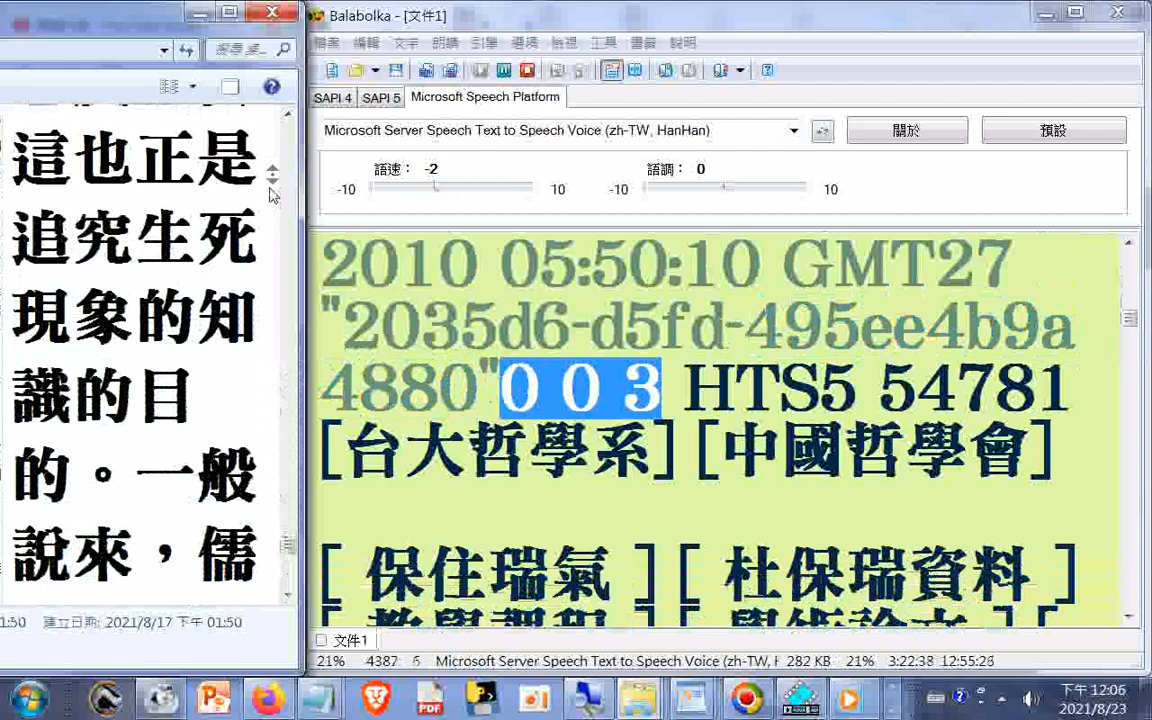 Balabolka - [文件1]
檔案 編輯 文字 朗讀 引擎 選項 檢視 工具 書籤 說明
SAPI 4 SAPI 5 Microsoft Speech Platform
Microsoft Server Speech Text to Speech Voice (zh-TW, HanHan) 關於 預設
語速： -2 語調： 0
-10 10 -10 10
這也正是
追究生死
現象的知
識的目
的。一般
說來，儒
:50 建立日期: 2021/8/17 下午 01:50
2010 05:50:10 GMT27
"2035d6-d5fd-495ee4b9a
4880"0 0 3 HTS5 54781
[台大哲學系][中國哲學會]
[ 保住瑞氣 ][ 杜保瑞資料 ]
文件1
21% 4387: 6 Microsoft Server Speech Text to Speech Voice (zh-TW, H 282 KB 21% 3:22:38 12:55:26
下午 12:06
2021/8/23